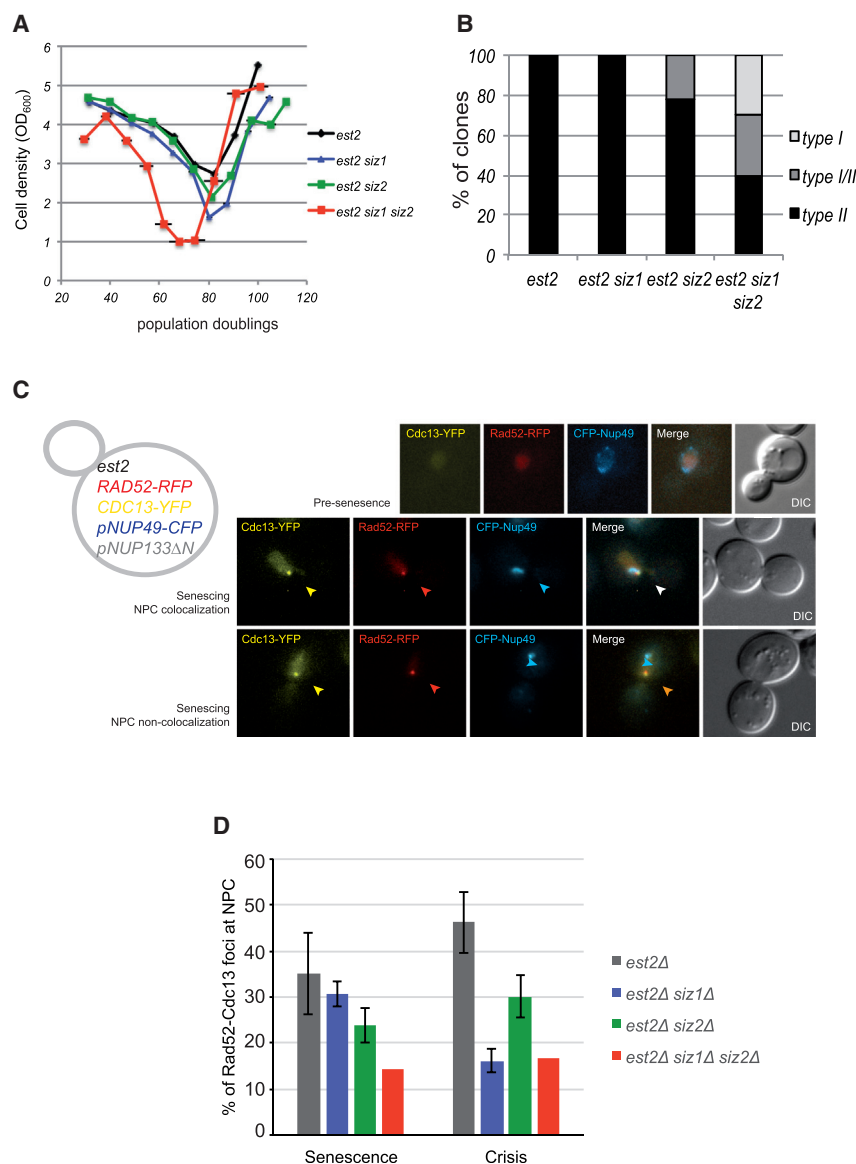 A
6
5
4
3
2
1
0
Cell density (OD600)
20 40 60 80 100 120
population doublings
est2
est2 siz1
est2 siz2
est2 siz1 siz2
B
100
80
60
40
20
0
% of clones
est2 est2 siz1 est2 siz2 est2 siz1
siz2
type I
type I/II
type II
C
est2
RAD52-RFP
CDC13-YFP
pNUP49-CFP
pNUP133ΔN
Cdc13-YFP Rad52-RFP CFP-Nup49 Merge
DIC
Pre-senesence
Cdc13-YFP Rad52-RFP CFP-Nup49 Merge
DIC
Senescing
NPC colocalization
Cdc13-YFP Rad52-RFP CFP-Nup49 Merge
DIC
Senescing
NPC non-colocalization
D
60
50
40
30
20
10
0
% of Rad52-Cdc13 foci at NPC
Senescence Crisis
est2Δ
est2Δ siz1Δ
est2Δ siz2Δ
est2Δ siz1Δ siz2Δ